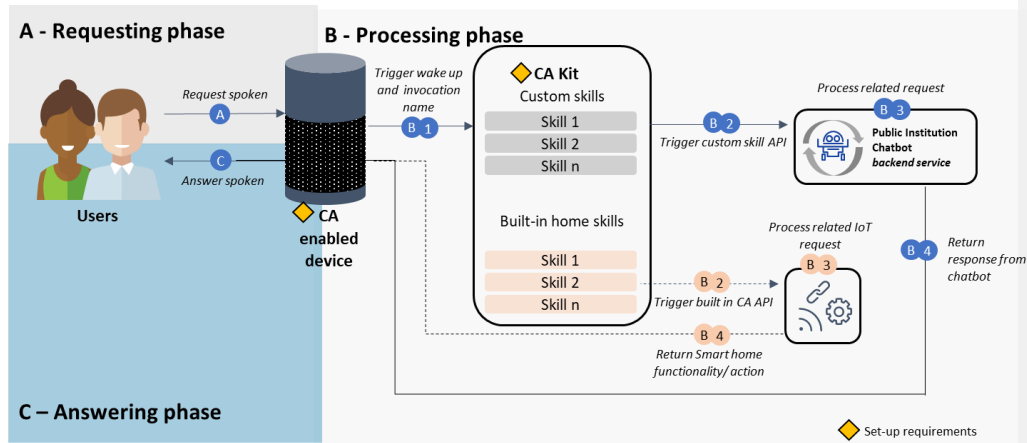 A - Requesting phase
B - Processing phase
Request spoken
A
C
Answer spoken
Users
CA
enabled
device
Trigger wake up
and invocation
name
B 1
CA Kit
Custom skills
Skill 1
Skill 2
Skill n
Built-in home skills
Skill 1
Skill 2
Skill n
B 2
Trigger custom skill API
Process related request
B 3
Public Institution
Chatbot
backend service
B 4
Return
response from
chatbot
B 2
Trigger built in CA API
Process related IoT
request
B 3
B 4
Return Smart home
functionality/ action
C – Answering phase
Set-up requirements